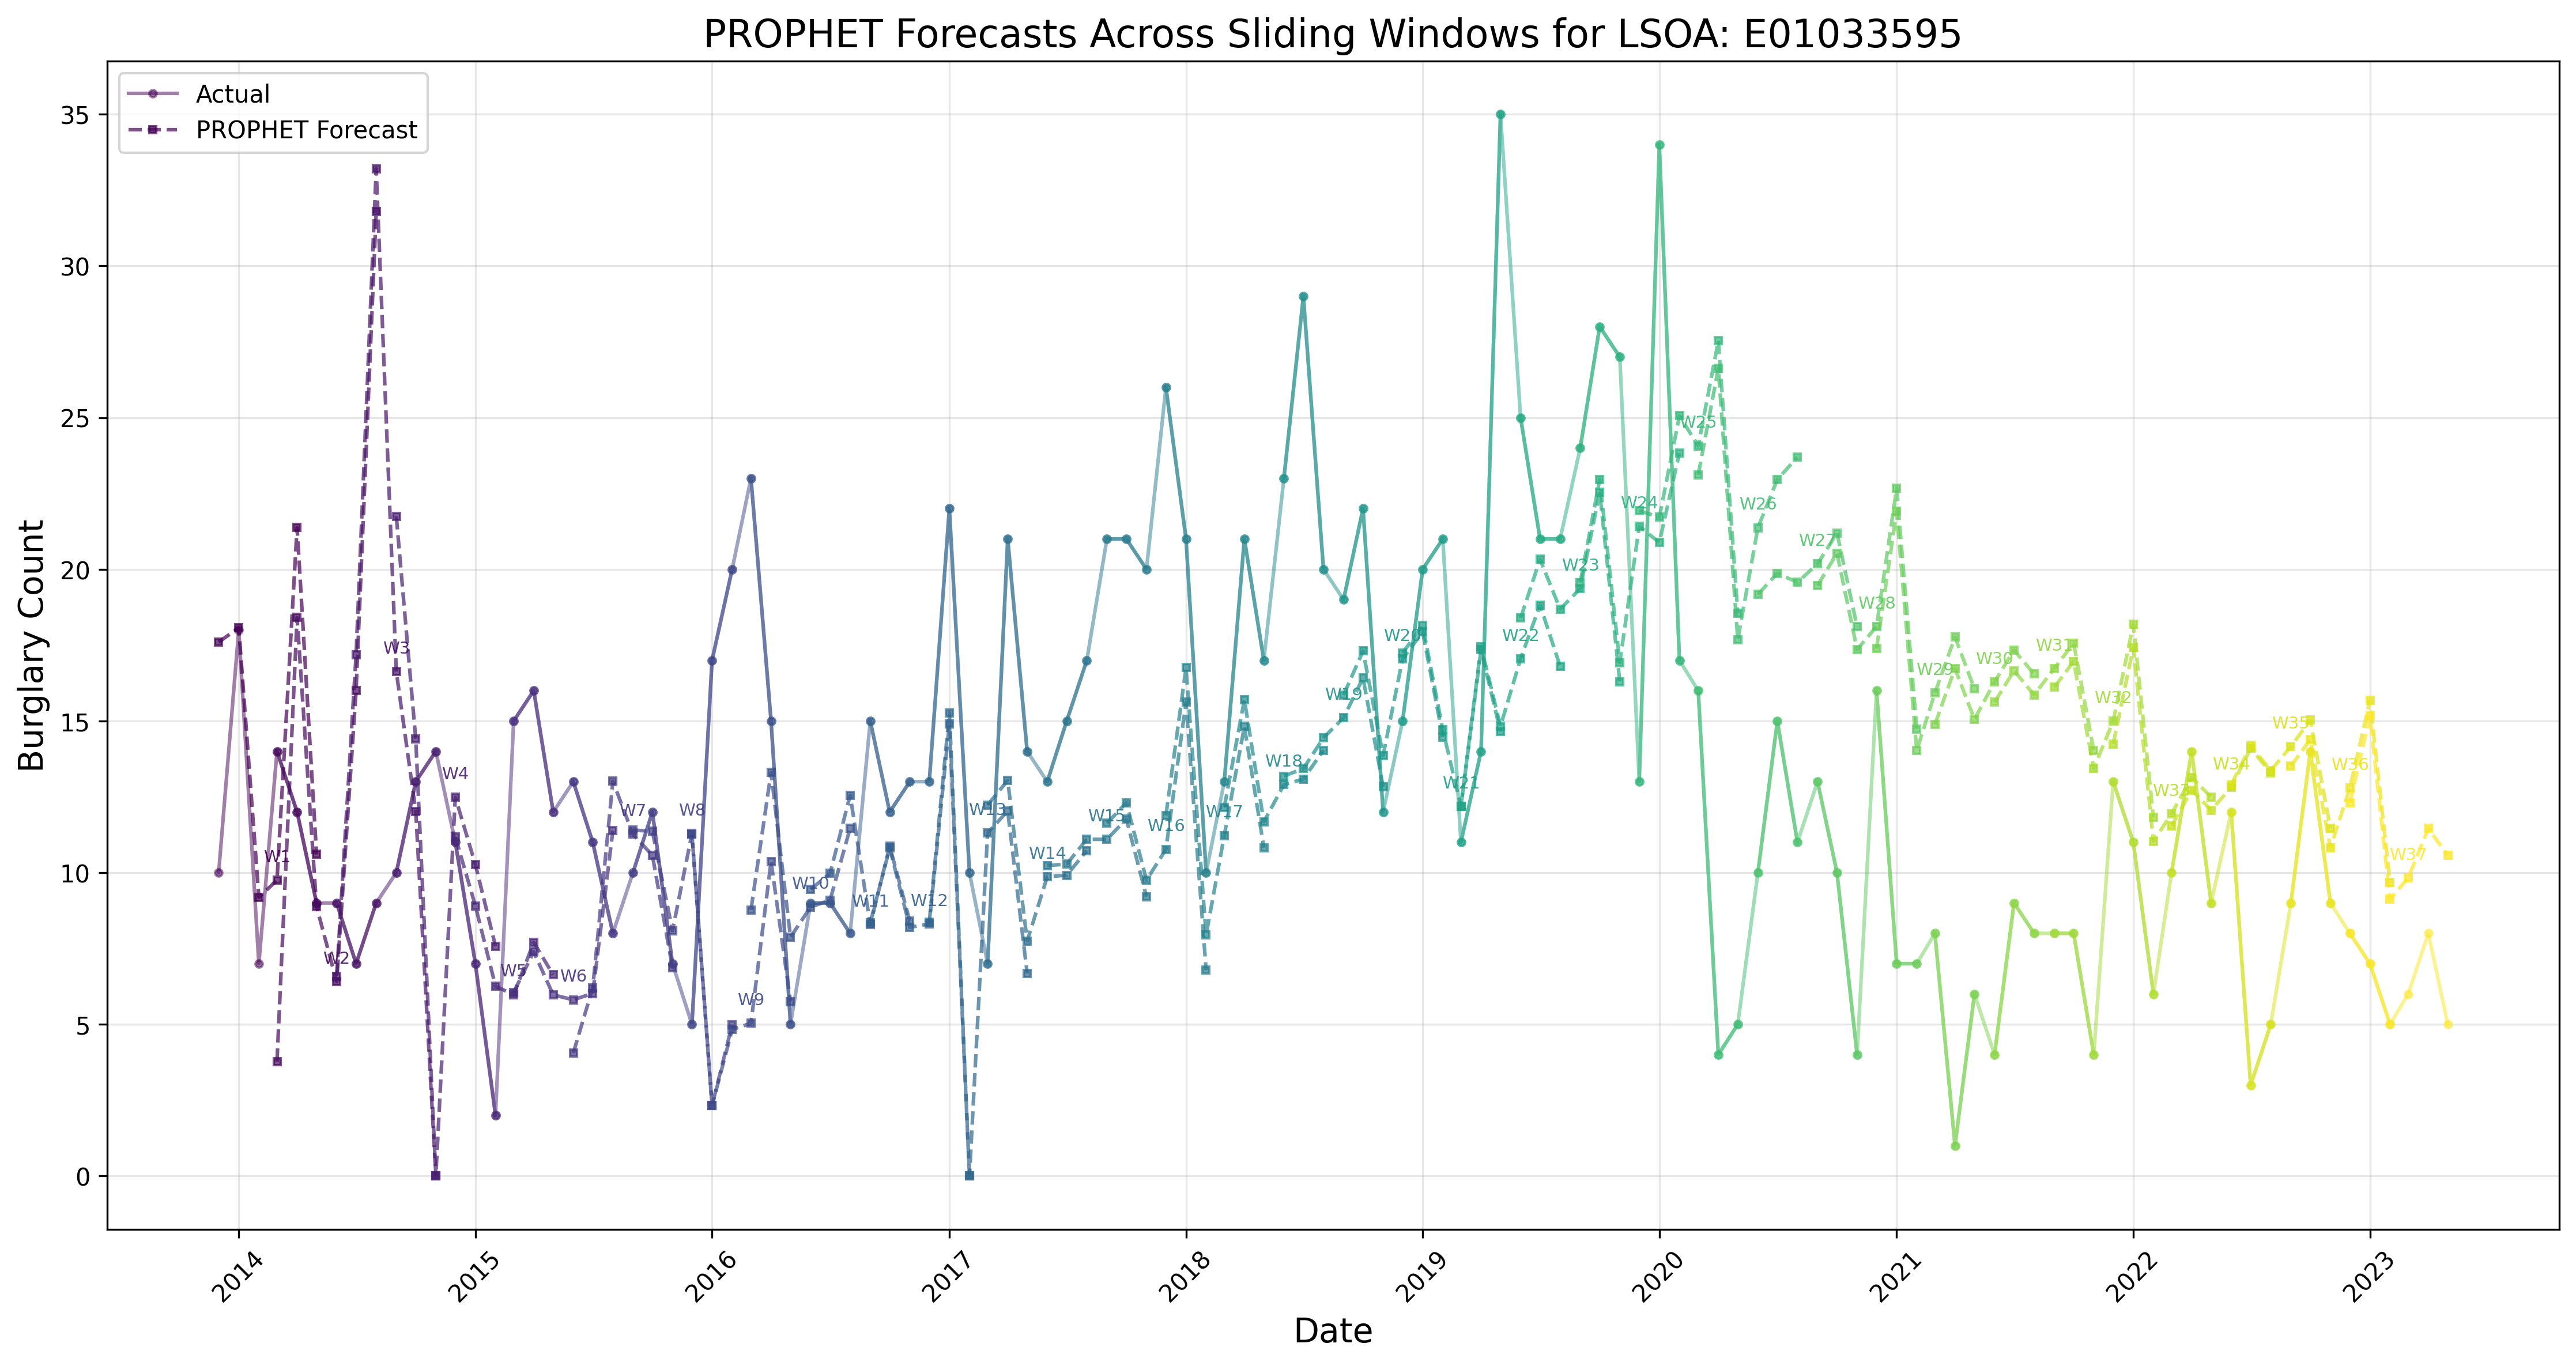 PROPHET Forecasts Across Sliding Windows for LSOA: E01033595
Actual
PROPHET Forecast
Burglary Count
35
30
25
20
15
10
5
0
W1
W2
W3
W4
W5
W6
W7
W8
W9
W10
W11
W12
W13
W14
W15
W16
W17
W18
W19
W20
W21
W22
W23
W24
W25
W26
W27
W28
W29
W30
W31
W32
W33
W34
W35
W36
W37
2014
2015
2016
2017
2018
2019
2020
2021
2022
2023
Date